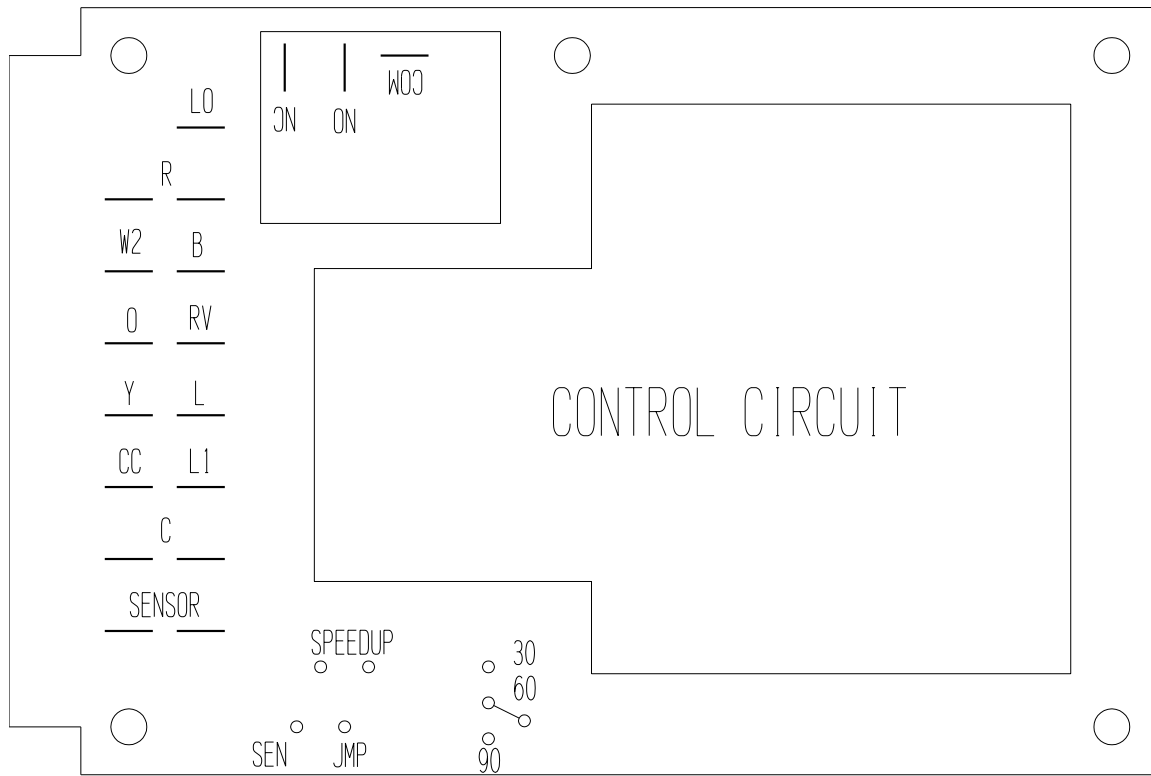 LO
NC NO COM
R
W2 B
O RV
Y L
CONTROL CIRCUIT
CC L1
C
SENSOR
SPEEDUP
30
60
SEN JMP
90